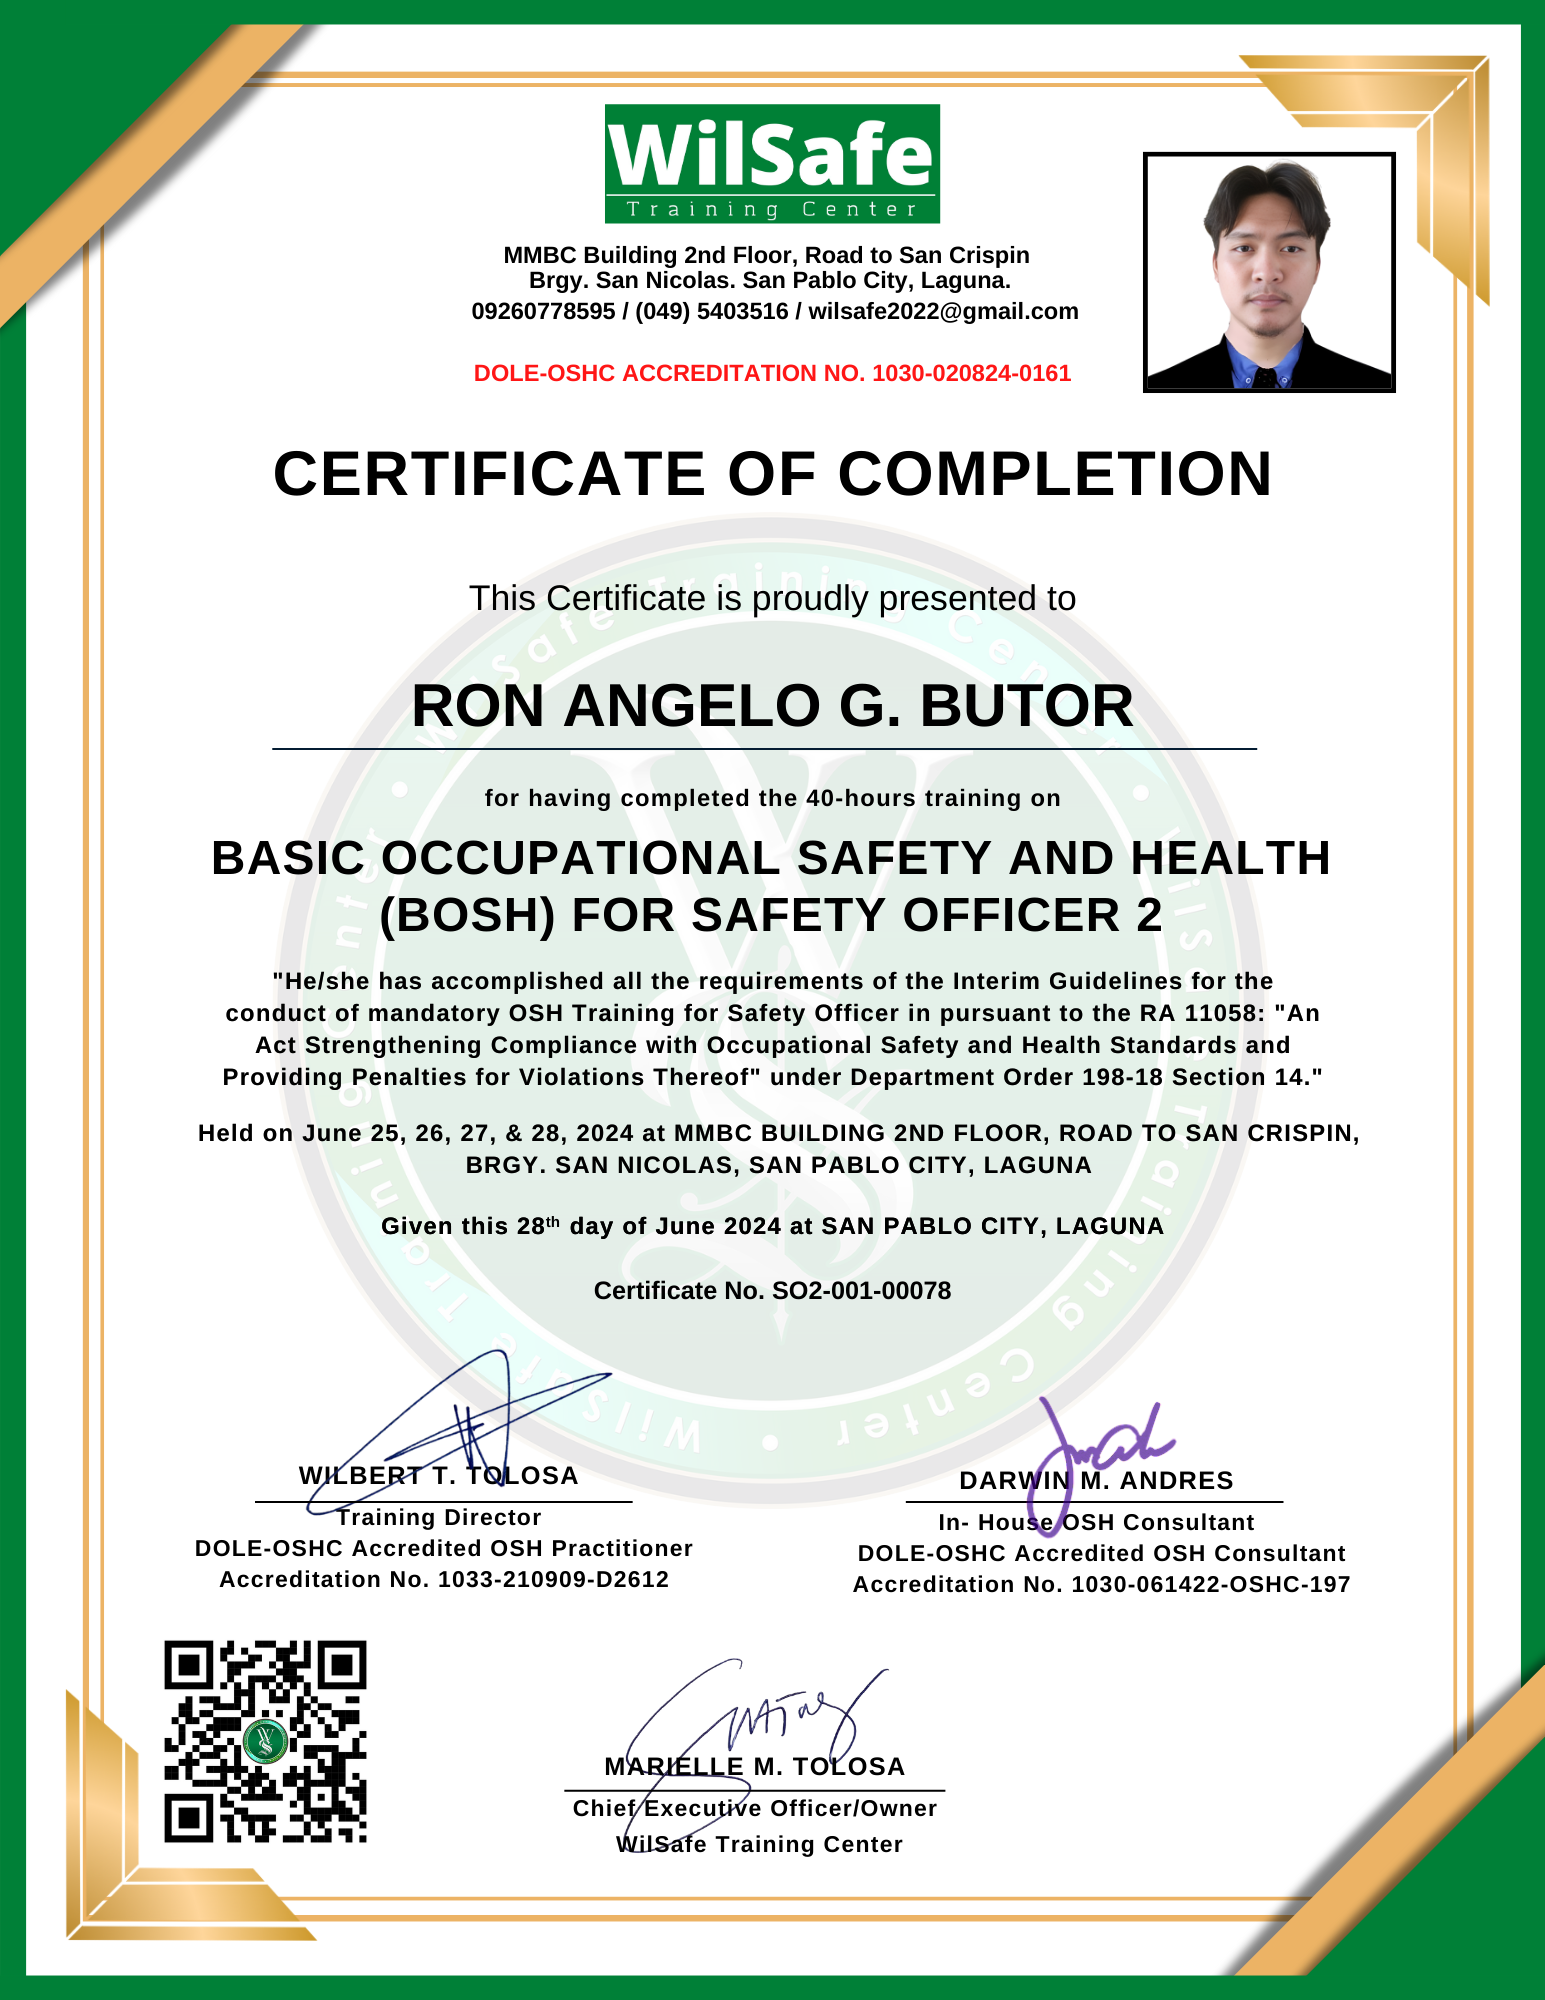 WilSafe
Training Center
MMBC Building 2nd Floor, Road to San Crispin
Brgy. San Nicolas. San Pablo City, Laguna.
09260778595 / (049) 5403516 / wilsafe2022@gmail.com
DOLE-OSHC ACCREDITATION NO. 1030-020824-0161
CERTIFICATE OF COMPLETION
This Certificate is proudly presented to
RON ANGELO G. BUTOR
for having completed the 40-hours training on
BASIC OCCUPATIONAL SAFETY AND HEALTH
(BOSH) FOR SAFETY OFFICER 2
"He/she has accomplished all the requirements of the Interim Guidelines for the
conduct of mandatory OSH Training for Safety Officer in pursuant to the RA 11058: "An
Act Strengthening Compliance with Occupational Safety and Health Standards and
Providing Penalties for Violations Thereof" under Department Order 198-18 Section 14."
Held on June 25, 26, 27, & 28, 2024 at MMBC BUILDING 2ND FLOOR, ROAD TO SAN CRISPIN,
BRGY. SAN NICOLAS, SAN PABLO CITY, LAGUNA
Given this 28th day of June 2024 at SAN PABLO CITY, LAGUNA
Certificate No. SO2-001-00078
WilSafe Training Center • WilSafe Training Center • WilSafe Training Center •
WILBERT T. TOLOSA
Training Director
DOLE-OSHC Accredited OSH Practitioner
Accreditation No. 1033-210909-D2612
DARWIN M. ANDRES
In- House OSH Consultant
DOLE-OSHC Accredited OSH Consultant
Accreditation No. 1030-061422-OSHC-197
MARIELLE M. TOLOSA
Chief Executive Officer/Owner
WilSafe Training Center